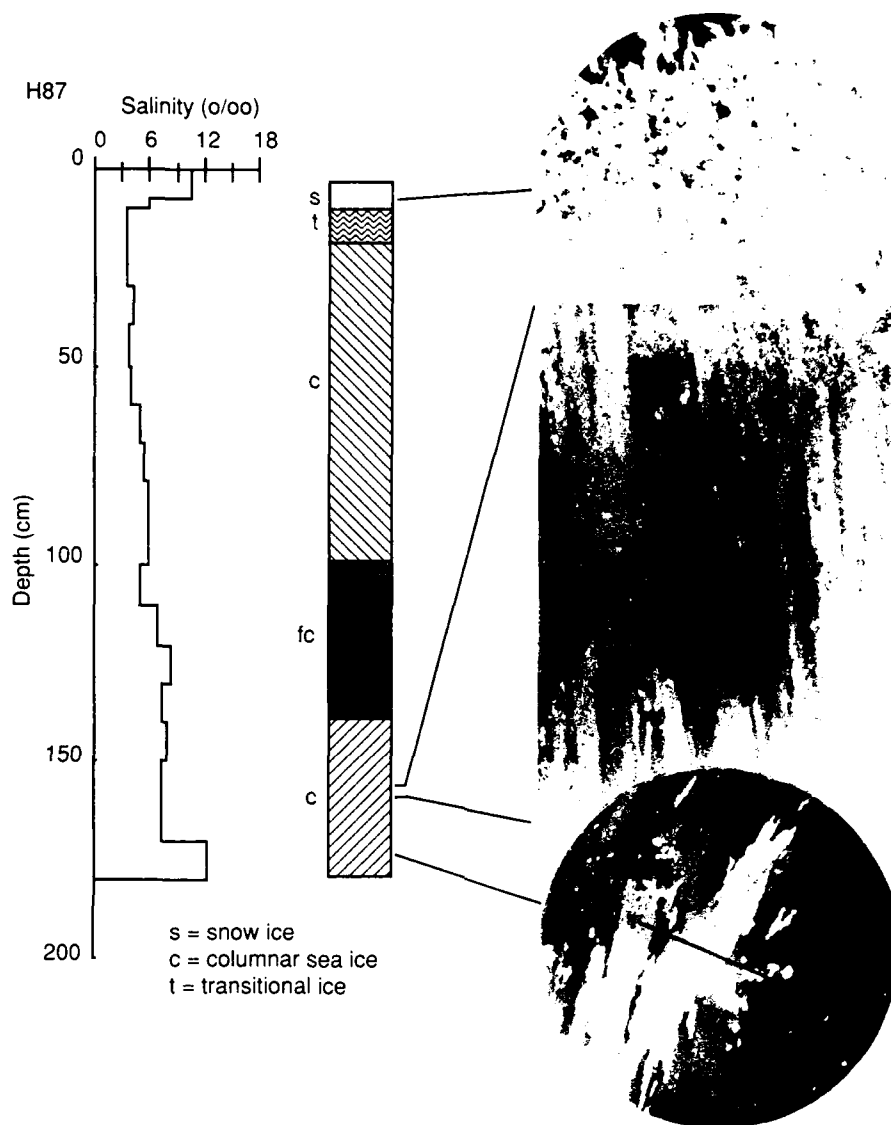 H87
Salinity (o/oo)
0 6 12 18
0
50
100
150
200
Depth (cm)
s
t
c
fc
c
s = snow ice
c = columnar sea ice
t = transitional ice